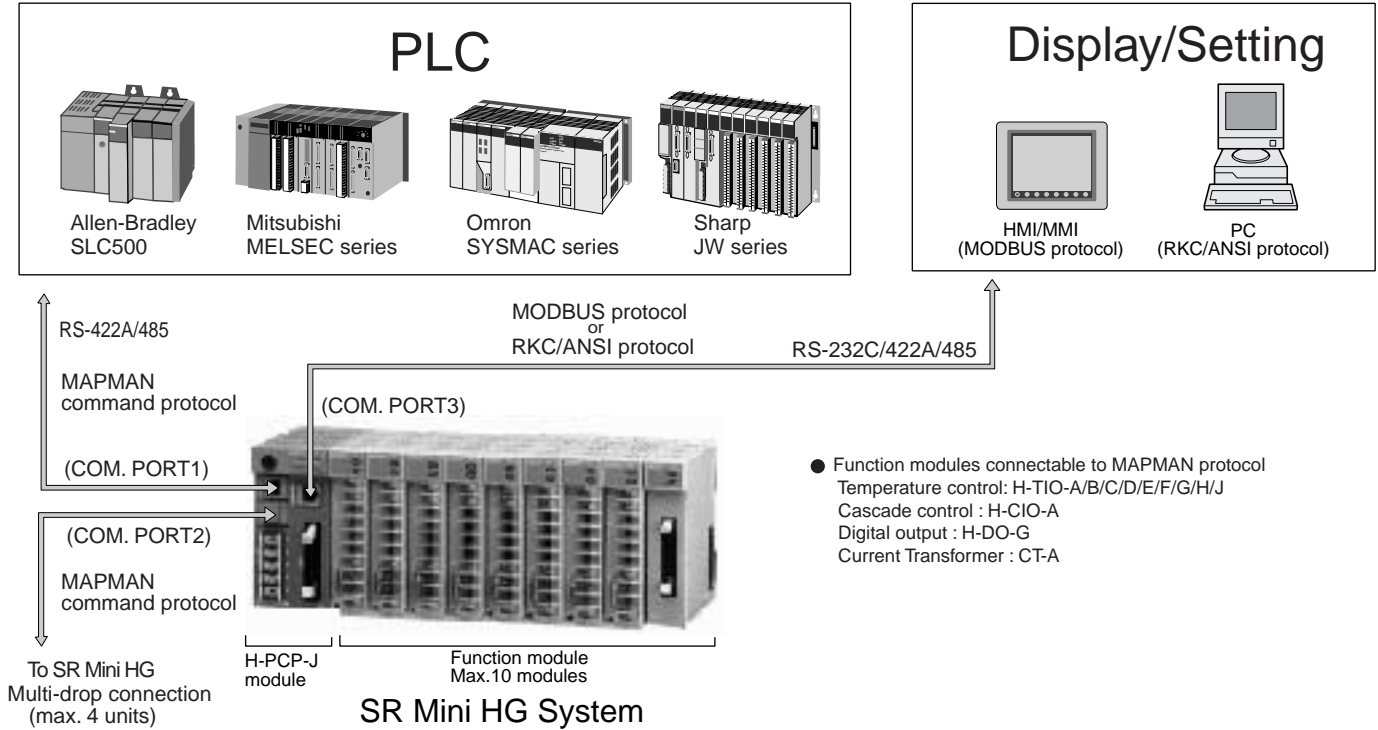 PLC
Allen-Bradley
SLC500
Mitsubishi
MELSEC series
Omron
SYSMAC series
Sharp
JW series
Display/Setting
HMI/MMI
(MODBUS protocol)
PC
(RKC/ANSI protocol)
RS-422A/485
MAPMAN
command protocol
(COM. PORT1)
MODBUS protocol
or
RKC/ANSI protocol
RS-232C/422A/485
(COM. PORT3)
(COM. PORT2)
MAPMAN
command protocol
To SR Mini HG
Multi-drop connection
(max. 4 units)
H-PCP-J
module
Function module
Max.10 modules
SR Mini HG System
● Function modules connectable to MAPMAN protocol
Temperature control: H-TIO-A/B/C/D/E/F/G/H/J
Cascade control : H-CIO-A
Digital output : H-DO-G
Current Transformer : CT-A